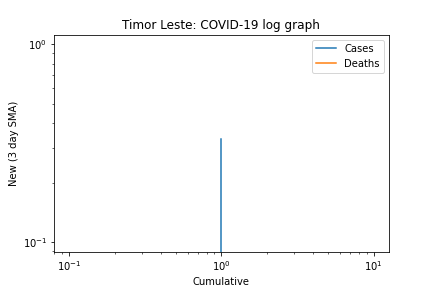 Timor Leste: COVID-19 log graph
Cases
Deaths
New (3 day SMA)
10⁰
10⁻¹
10⁻¹
10⁰
10¹
Cumulative